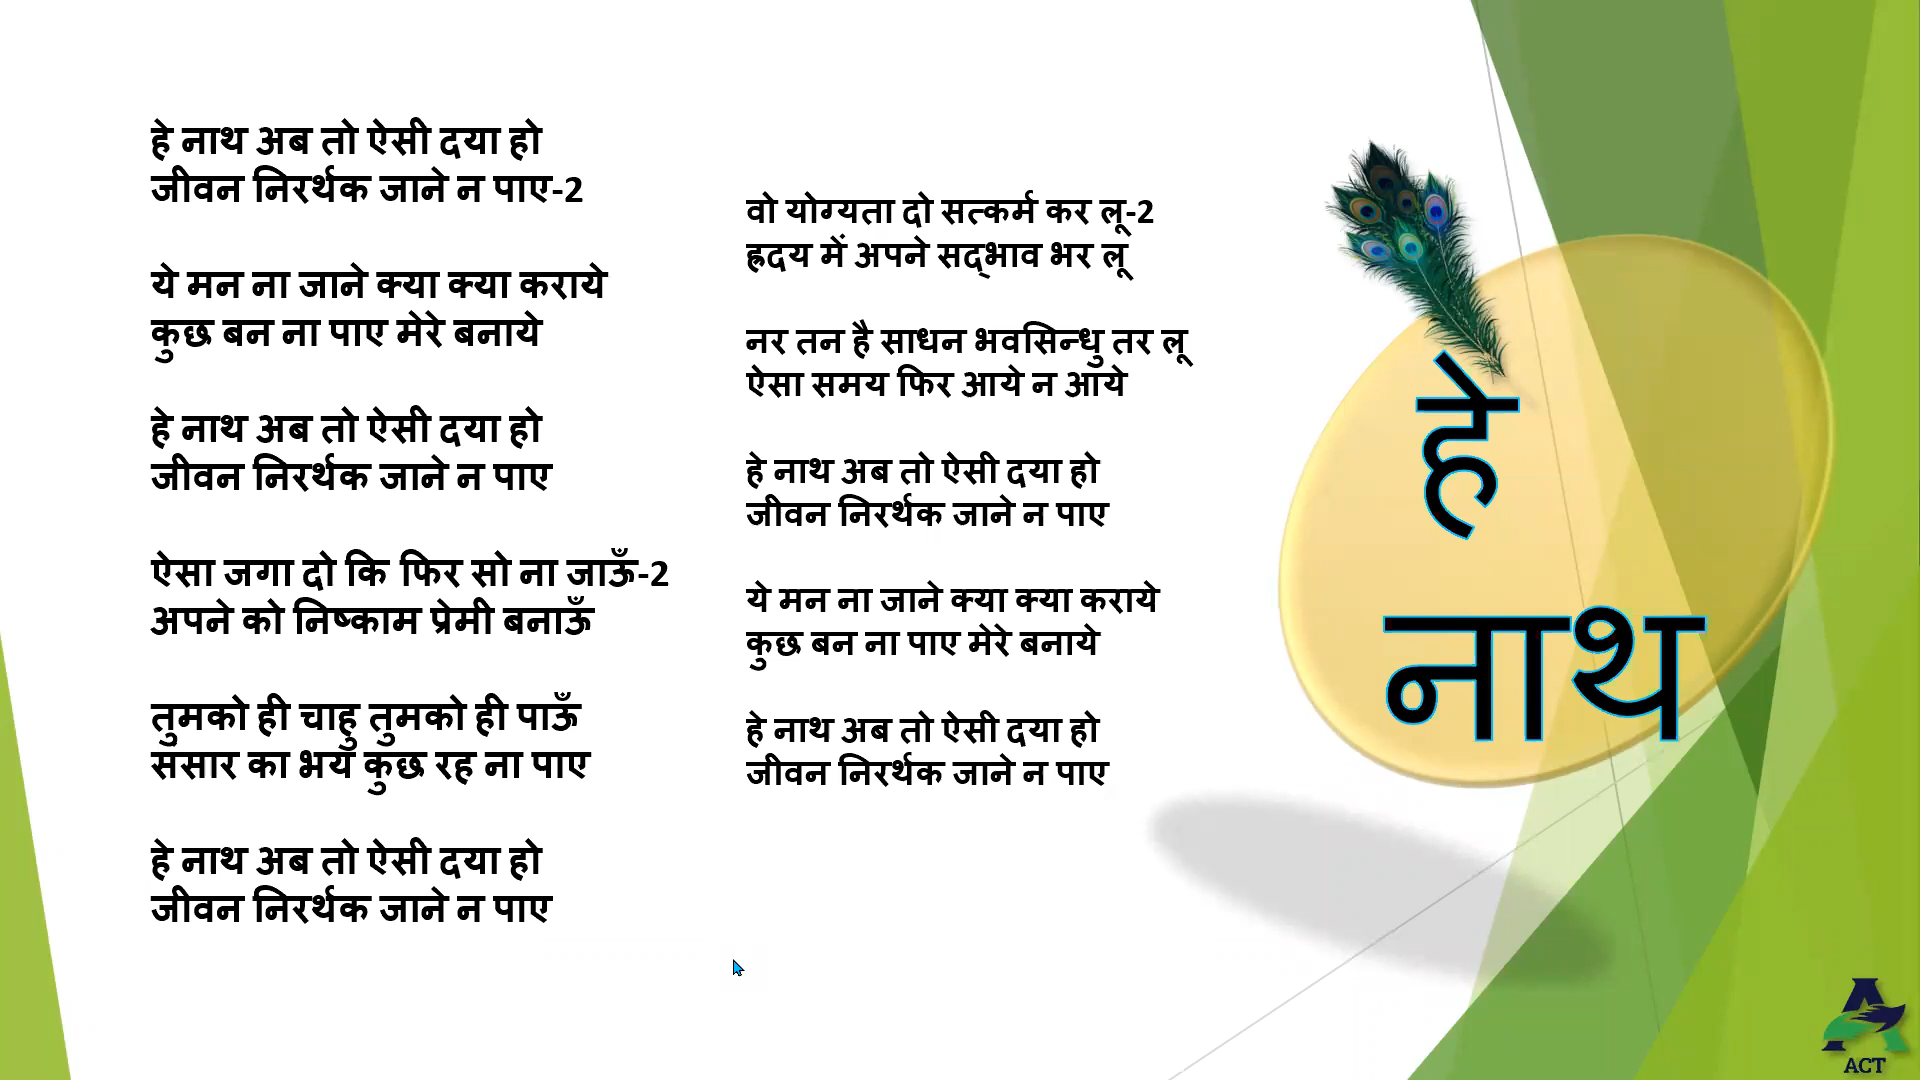 हे नाथ अब तो ऐसी दया हो
जीवन निरर्थक जाने न पाए-2
ये मन ना जाने क्या क्या कराये
कुछ बन ना पाए मेरे बनाये
हे नाथ अब तो ऐसी दया हो
जीवन निरर्थक जाने न पाए
ऐसा जगा दो कि फिर सो ना जाऊँ-2
अपने को निष्काम प्रेमी बनाऊँ
तुमको ही चाहु तुमको ही पाऊँ
संसार का भय कुछ रह ना पाए
हे नाथ अब तो ऐसी दया हो
जीवन निरर्थक जाने न पाए
वो योग्यता दो सत्कर्म कर लू-2
ह्रदय में अपने सद्भाव भर लू
नर तन है साधन भवसिन्धु तर लू
ऐसा समय फिर आये न आये
हे नाथ अब तो ऐसी दया हो
जीवन निरर्थक जाने न पाए
ये मन ना जाने क्या क्या कराये
कुछ बन ना पाए मेरे बनाये
हे नाथ अब तो ऐसी दया हो
जीवन निरर्थक जाने न पाए
हे
नाथ
ACT